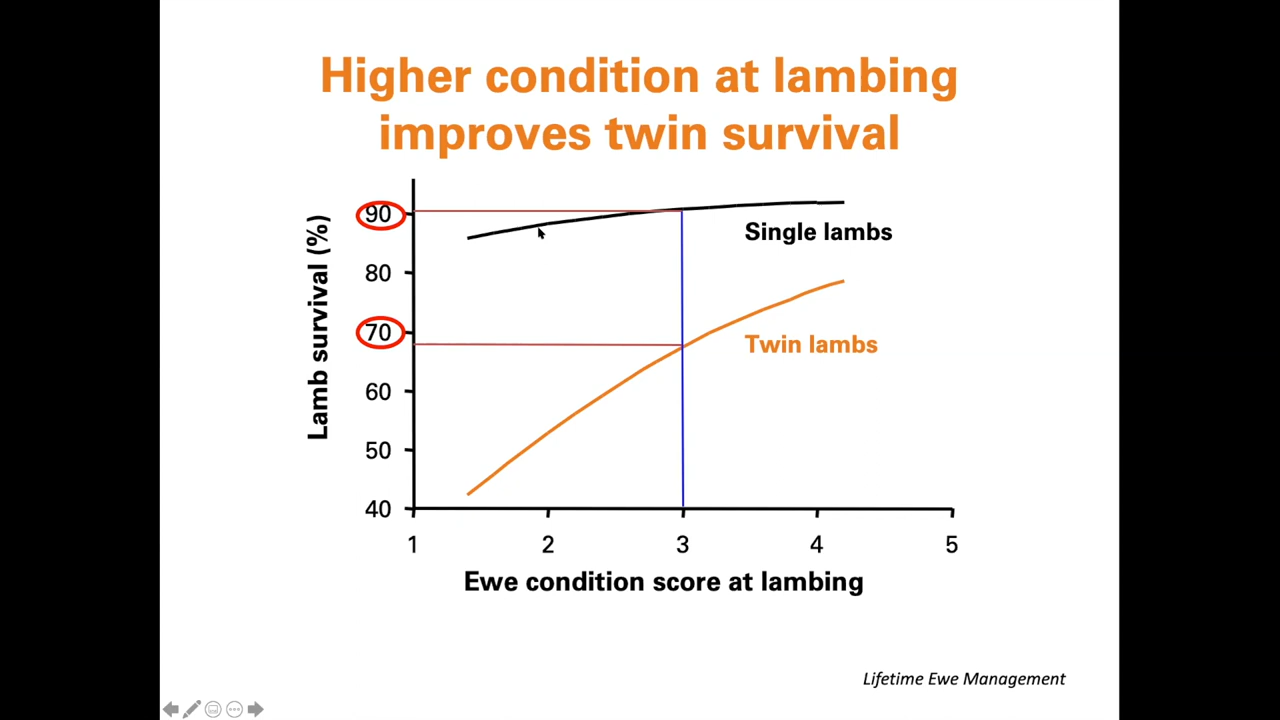 Higher condition at lambing
improves twin survival
Lamb survival (%)
90
80
70
60
50
40
Single lambs
Twin lambs
1 2 3 4 5
Ewe condition score at lambing
Lifetime Ewe Management